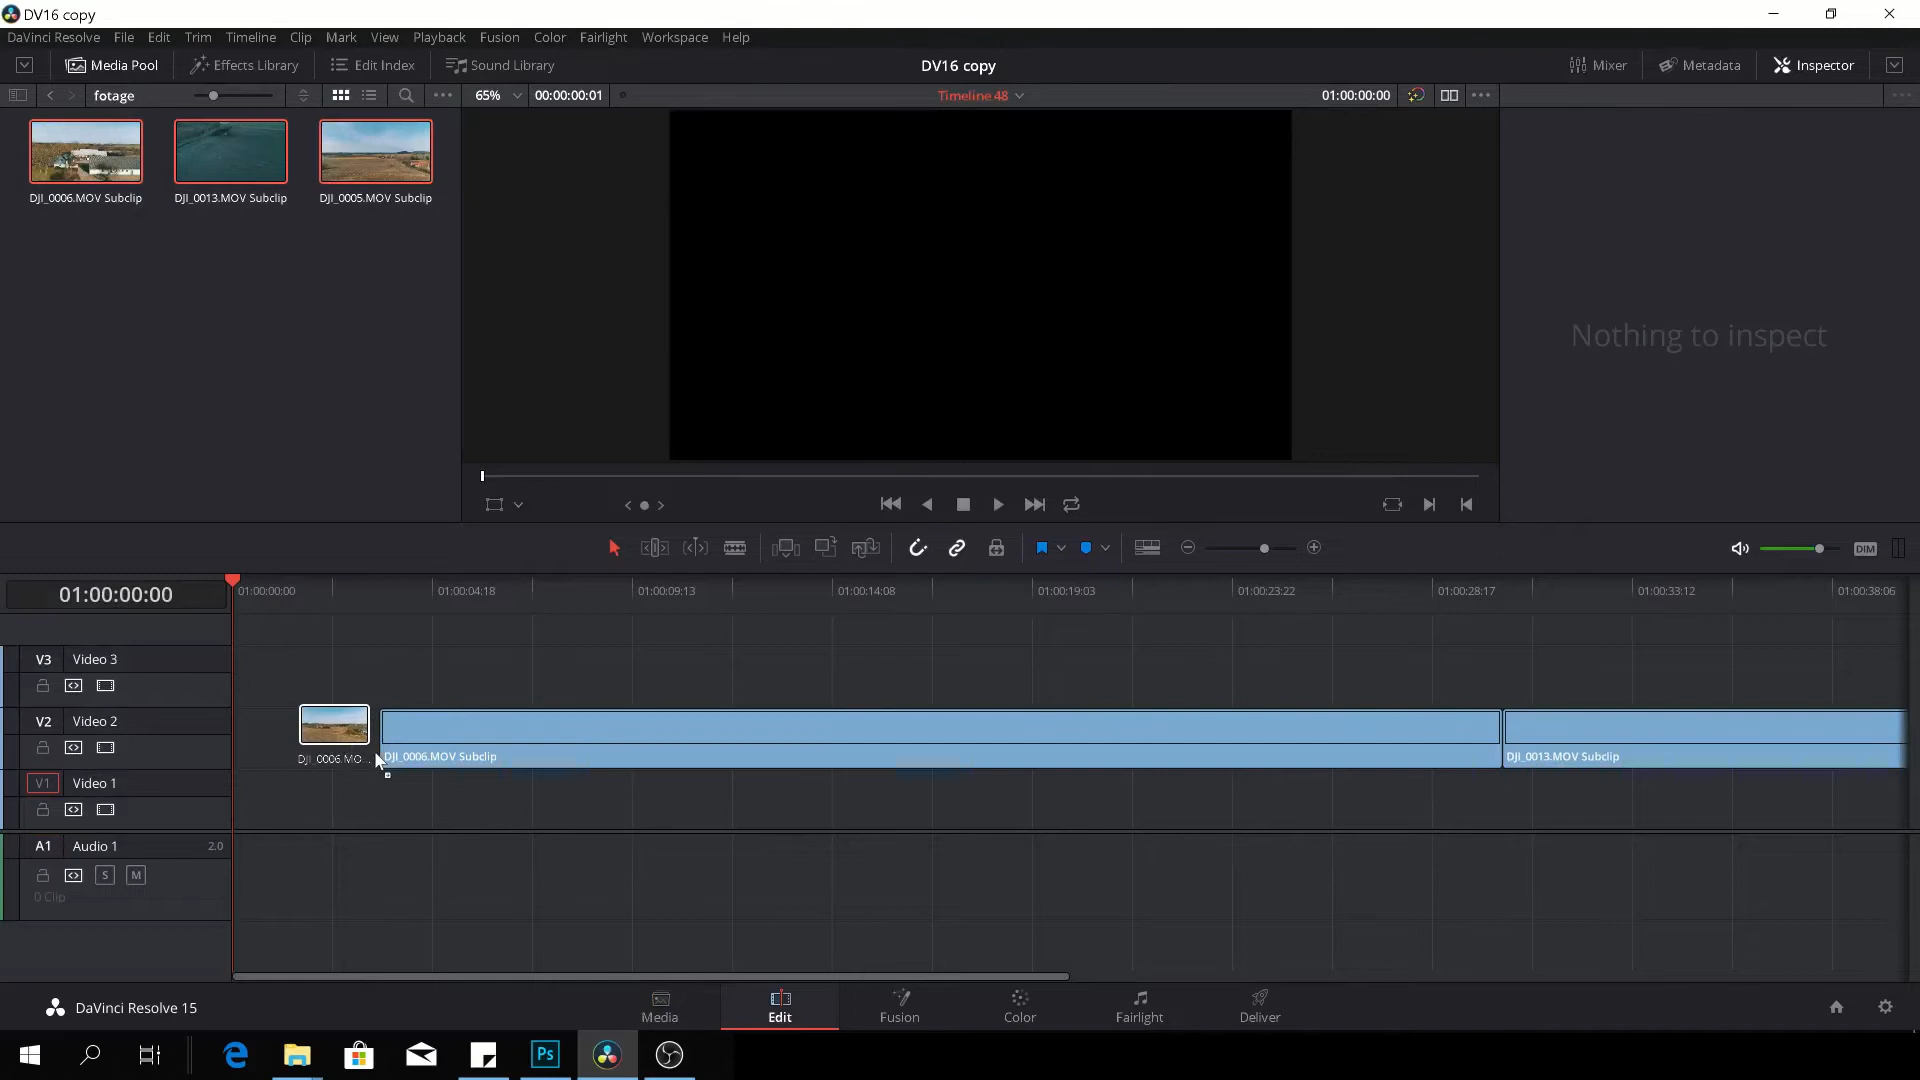 DV16 copy
DaVinci Resolve File Edit Trim Timeline Clip Mark View Playback Fusion Color Fairlight Workspace Help
Media Pool Effects Library Edit Index Sound Library DV16 copy Mixer Metadata Inspector
footage 65% 00:00:00:01 Timeline 48 01:00:00:00
DJI_0006.MOV Subclip DJI_0013.MOV Subclip DJI_0005.MOV Subclip
Nothing to inspect
DIM
01:00:00:00 01:00:00:00 01:00:04:18 01:00:09:13 01:00:14:08 01:00:19:03 01:00:23:22 01:00:28:17 01:00:33:12 01:00:38:06
V3 Video 3
V2 Video 2
DJI_0006.MO... DJI_0006.MOV Subclip DJI_0013.MOV Subclip
V1 Video 1
A1 Audio 1 2.0
S M
0 Clip
DaVinci Resolve 15 Media Edit Fusion Color Fairlight Deliver
Ps